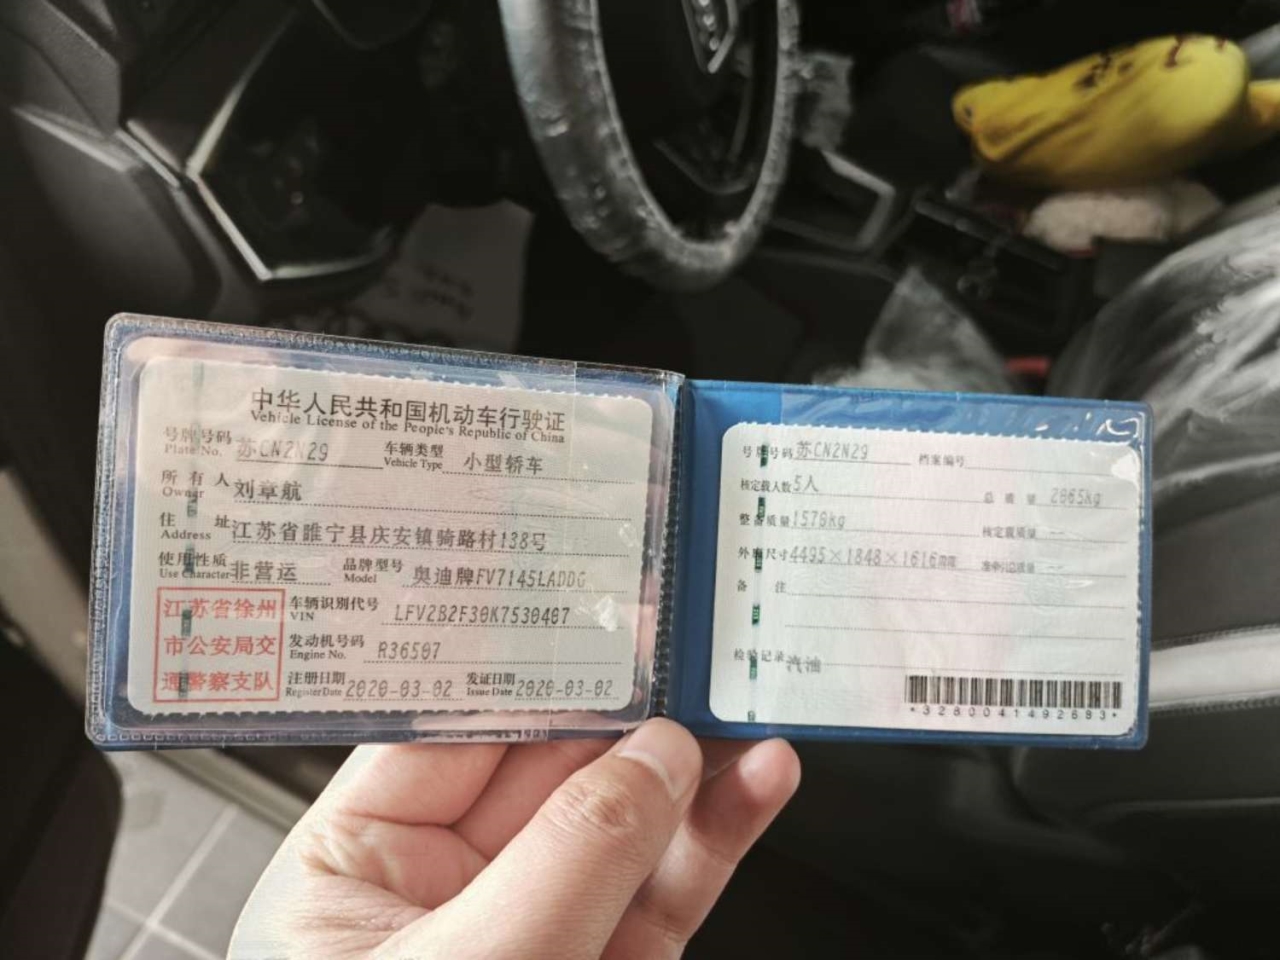 中华人民共和国机动车行驶证
Vehicle License of the People's Republic of China
号牌号码 苏CN2N29 车辆类型 小型轿车
Plate No. Vehicle Type
所有人 刘章航
Owner
住址 江苏省睢宁县庆安镇骑路村138号
Address
使用性质 非营运 品牌型号 奥迪牌FV7145LADDG
Use Character Model
江苏省徐州
市公安局交
通警察支队
车辆识别代号 LFV2B2F30K7530407
VIN
发动机号码 R36507
Engine No.
注册日期 2020-03-02 发证日期 2020-03-02
Register Date Issue Date
号牌号码 苏CN2N29 档案编号
核定载人数 5人 总质量 2065kg
整备质量 1570kg 核定载质量 --
外廓尺寸 4495×1848×1616mm 准牵引总质量 --
备注
检验记录 汽油
*3280041492683*